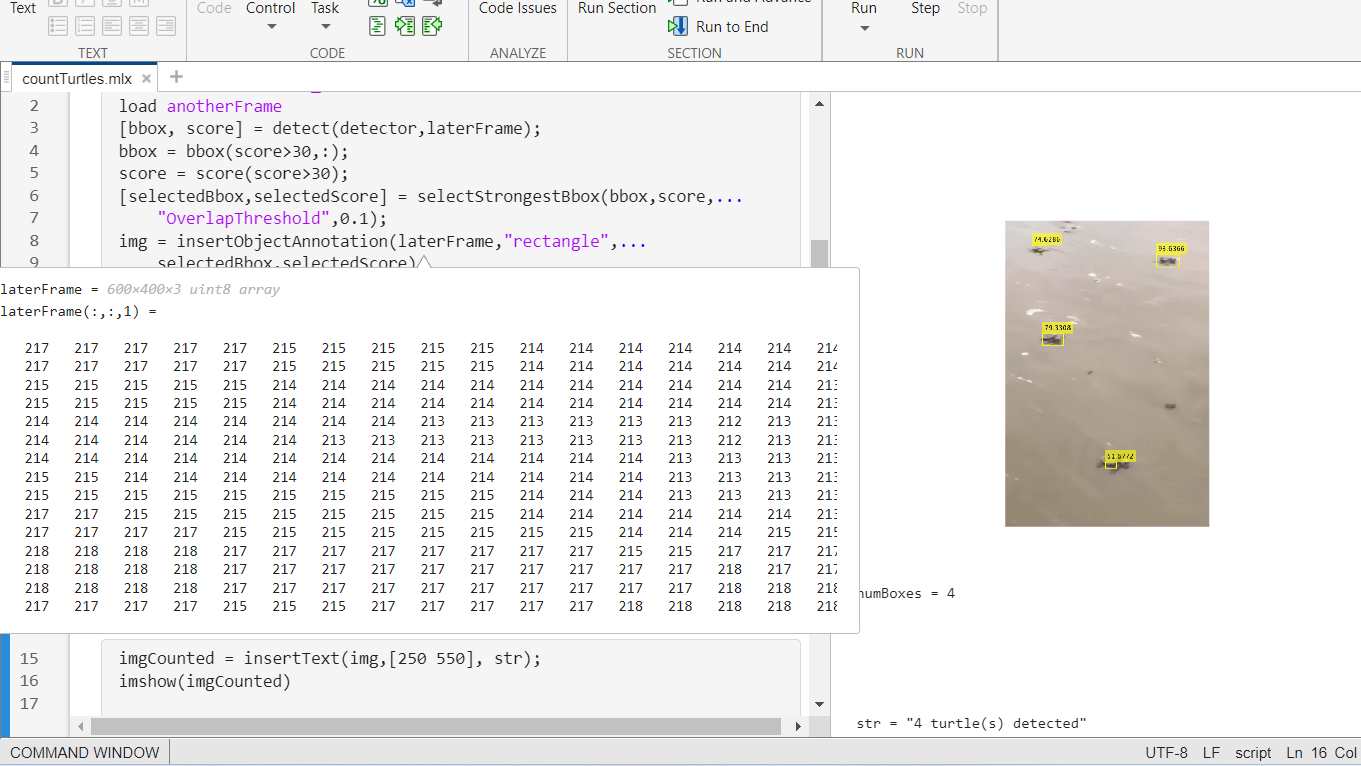 Text Code Control Task Code Issues Run Section Run and Advance Run Step Stop
Run to End
TEXT CODE ANALYZE SECTION RUN
countTurtles.mlx
2 load anotherFrame
3 [bbox, score] = detect(detector,laterFrame);
4 bbox = bbox(score>30,:);
5 score = score(score>30);
6 [selectedBbox,selectedScore] = selectStrongestBbox(bbox,score,...
7 "OverlapThreshold",0.1);
8 img = insertObjectAnnotation(laterFrame,"rectangle",...
9 selectedBbox,selectedScore)
laterFrame = 600×400×3 uint8 array
laterFrame(:,:,1) =
217 217 217 217 217 215 215 215 215 215 214 214 214 214 214 214 214
217 217 217 217 217 215 215 215 215 215 214 214 214 214 214 214 214
215 215 215 215 215 214 214 214 214 214 214 214 214 214 214 214 213
215 215 215 215 215 214 214 214 214 214 214 214 214 214 214 214 213
214 214 214 214 214 214 214 214 213 213 213 213 213 213 212 213 213
214 214 214 214 214 214 213 213 213 213 213 213 213 213 212 213 213
214 214 214 214 214 214 214 214 214 214 214 214 214 213 213 213 213
215 215 214 214 214 214 214 214 214 214 214 214 214 213 213 213 213
215 215 215 215 215 215 215 215 215 215 214 214 214 213 213 213 213
217 217 215 215 215 215 215 215 215 215 215 214 214 214 214 214 213
217 217 217 217 215 215 215 215 215 215 215 215 214 214 214 215 215
218 218 218 218 217 217 217 217 217 217 217 217 215 215 217 217 217
218 218 218 218 217 217 217 217 217 217 217 217 217 217 218 217 217
218 218 218 218 217 217 217 217 217 217 217 217 217 217 218 218 218
217 217 217 217 215 215 215 217 217 217 217 217 218 218 218 218 218
15 imgCounted = insertText(img,[250 550], str);
16 imshow(imgCounted)
17
74.6286
93.6366
79.3308
51.6772
numBoxes = 4
str = "4 turtle(s) detected"
COMMAND WINDOW UTF-8 LF script Ln 16 Col